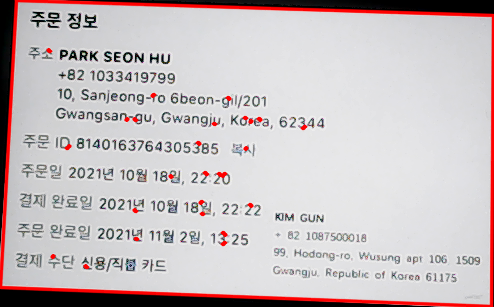 주문 정보
주소 PARK SEON HU
+82 1033419799
10, Sanjeong-ro 6beon-gil/201
Gwangsan-gu, Gwangju, Korea, 62344
주문 ID 8140163764305385 복사
주문일 2021년 10월 18일, 22:20
결제 완료일 2021년 10월 18일, 22:22
주문 완료일 2021년 11월 2일, 13:25
결제 수단 신용/직불 카드
KIM GUN
+ 82 1087500018
99, Hodong-ro, Wusung apt 106, 1509
Gwangju, Republic of Korea 61175